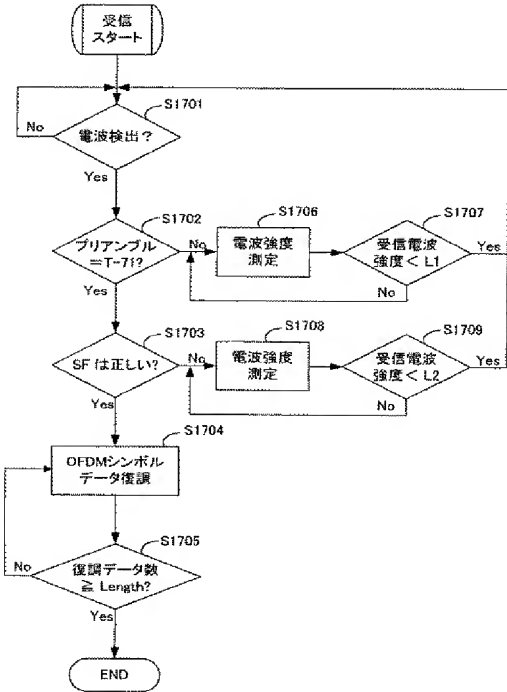 受信
スタート
S1701
No
電波検出?
Yes
S1702
プリアンブル
=T-71?
No
Yes
S1706
電波強度
測定
S1707
受信電波
強度 < L1
Yes
No
S1703
SF は正しい?
No
Yes
S1708
電波強度
測定
S1709
受信電波
強度 < L2
Yes
No
S1704
OFDMシンボル
データ復調
S1705
No
復調データ数
≧ Length?
Yes
END